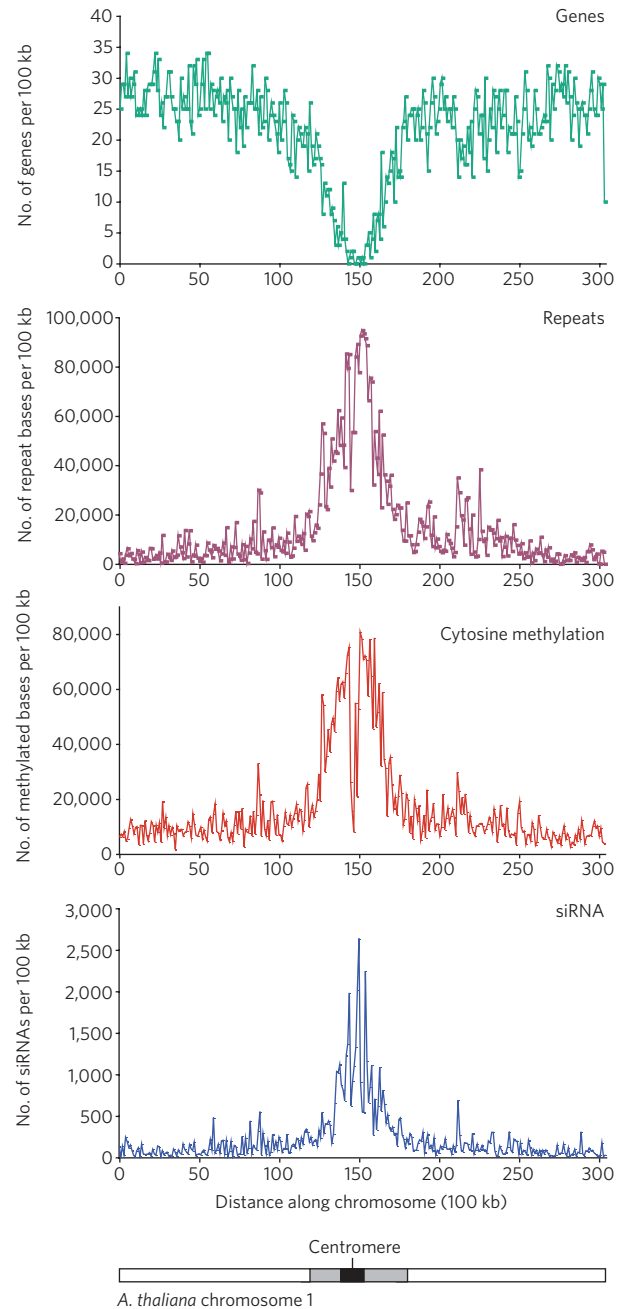 Genes
No. of genes per 100 kb
40
35
30
25
20
15
10
5
0
0 50 100 150 200 250 300
Repeats
No. of repeat bases per 100 kb
100,000
80,000
60,000
40,000
20,000
0
0 50 100 150 200 250 300
Cytosine methylation
No. of methylated bases per 100 kb
80,000
60,000
40,000
20,000
0
0 50 100 150 200 250 300
siRNA
No. of siRNAs per 100 kb
3,000
2,500
2,000
1,500
1,000
500
0
0 50 100 150 200 250 300
Distance along chromosome (100 kb)
Centromere
A. thaliana chromosome 1